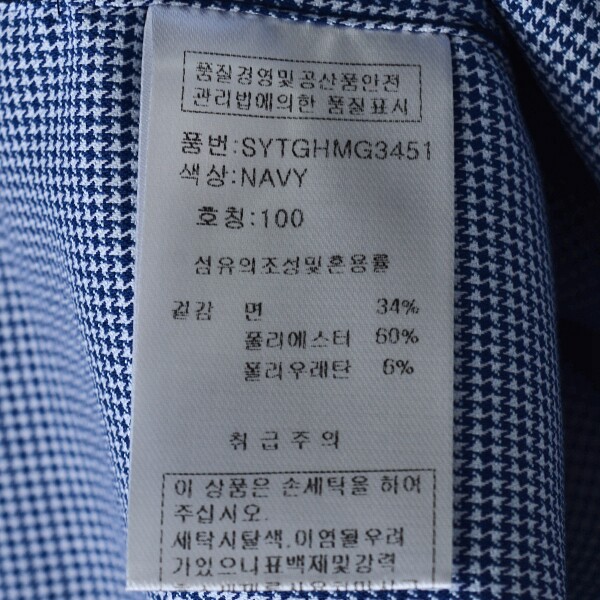 품질경영및공산품안전
관리법에의한 품질표시
품번:SYTGHMG3451
색상:NAVY
호칭:100
섬유의조성및혼용률
겉감 면 34%
폴리에스터 60%
폴리우레탄 6%
취급주의
이 상품은 손세탁을 하여
주십시오.
세탁시탈색,이염될우려
가있으니표백제및강력